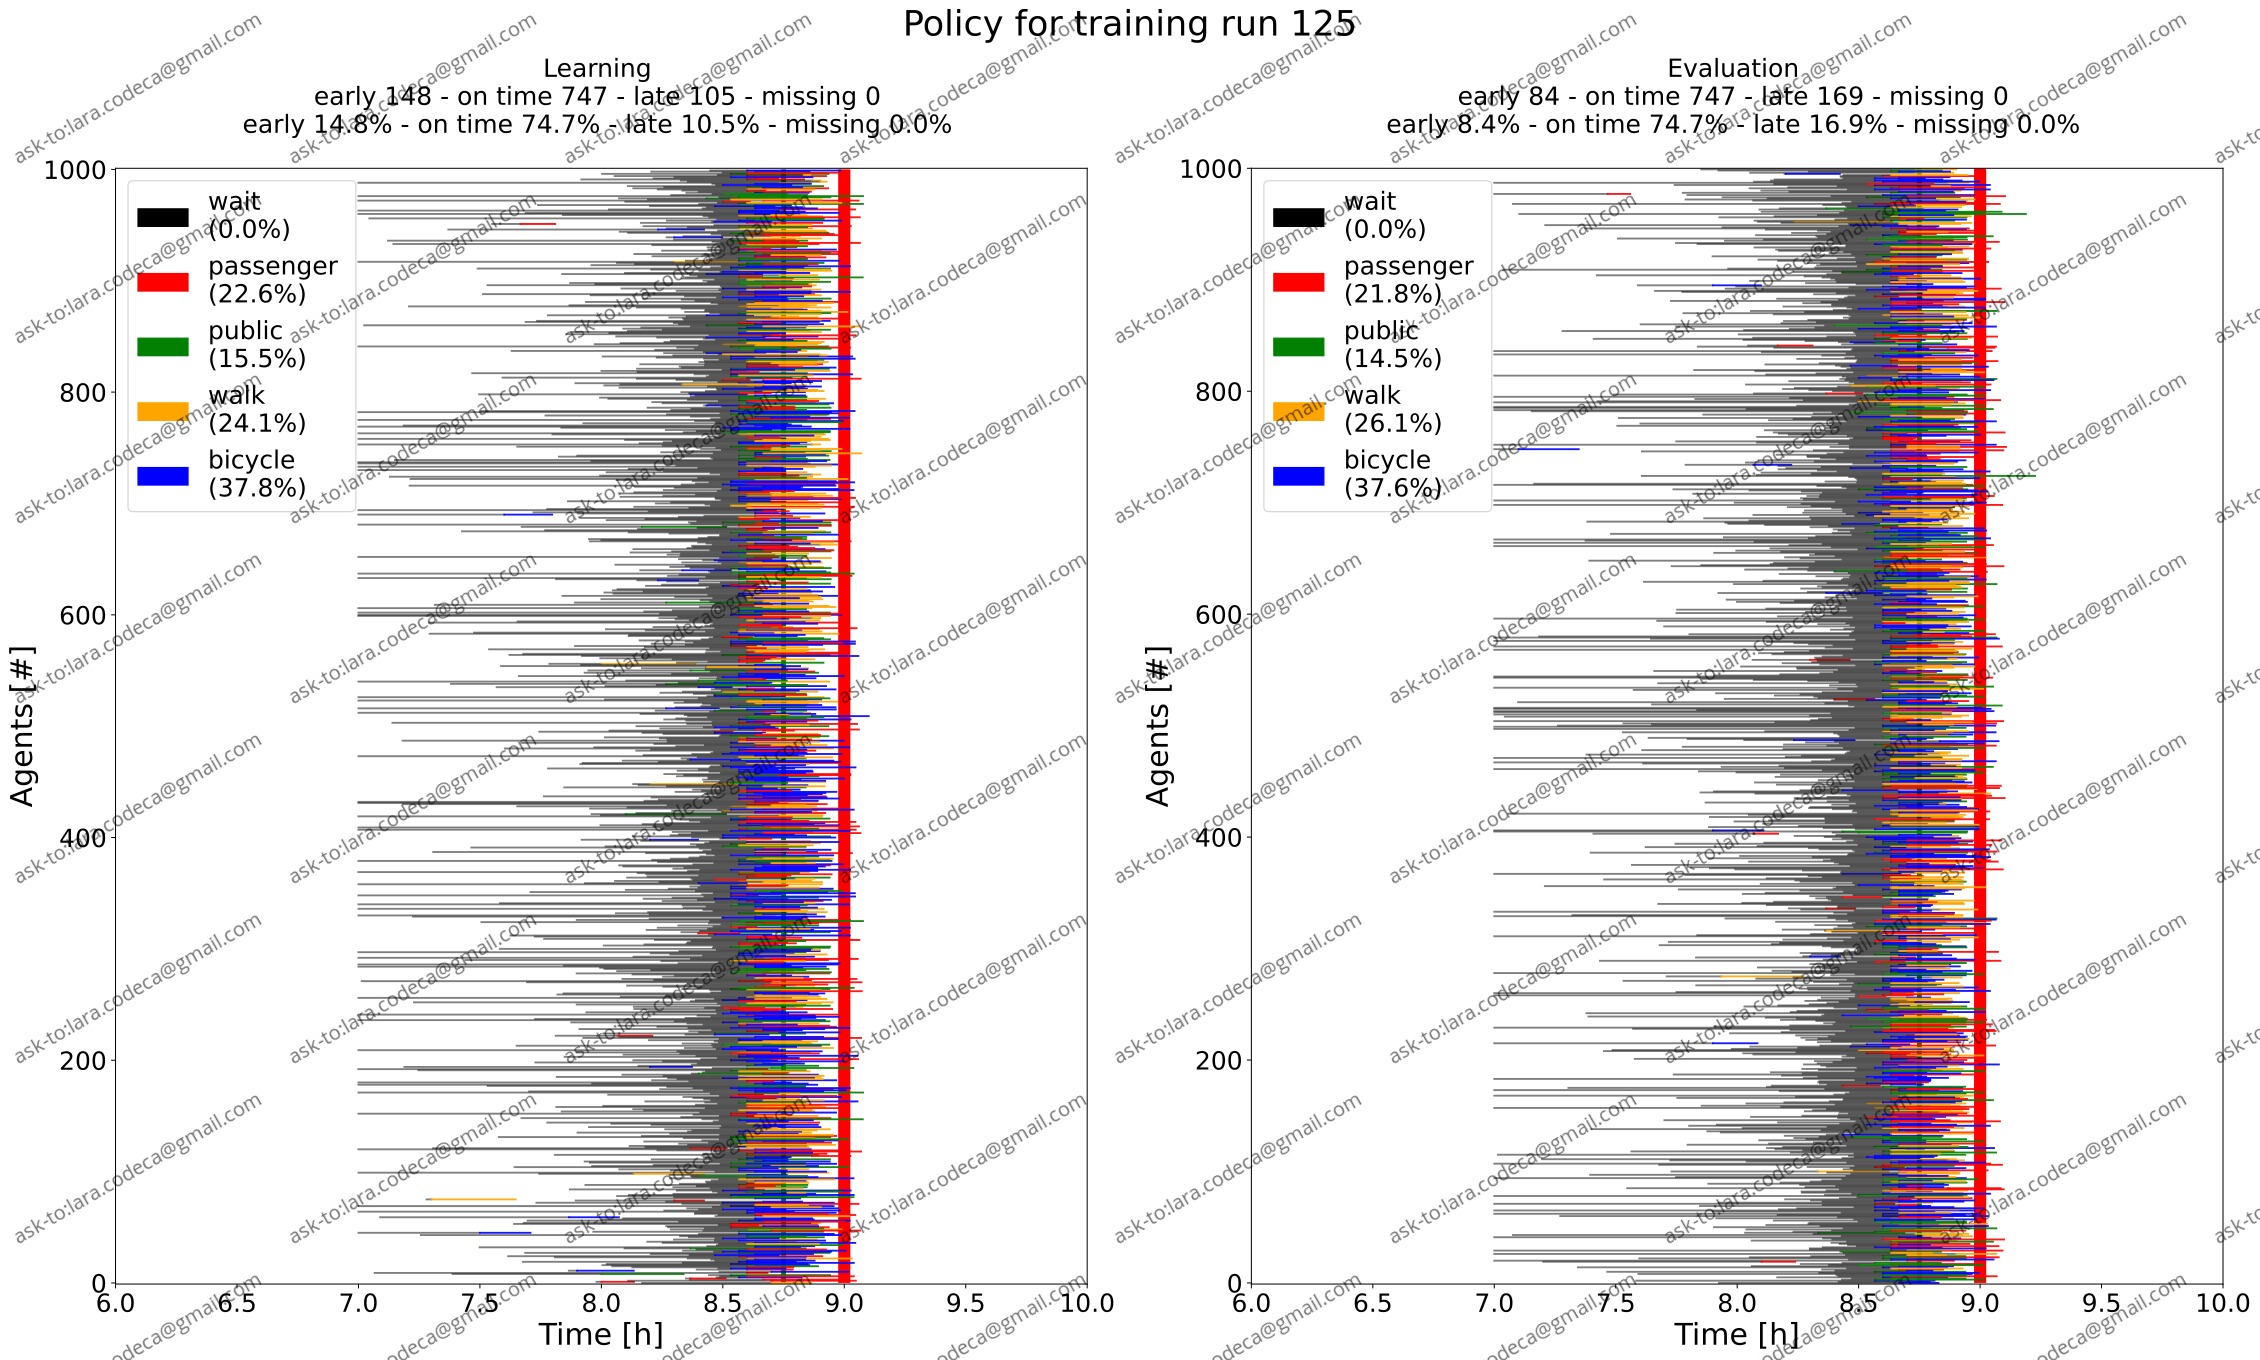 Policy for training run 125
Learning
early 148 - on time 747 - late 105 - missing 0
early 14.8% - on time 74.7% - late 10.5% - missing 0.0%
1000
800
600
400
200
0
Agents [#]
wait
(0.0%)
passenger
(22.6%)
public
(15.5%)
walk
(24.1%)
bicycle
(37.8%)
6.0 6.5 7.0 7.5 8.0 8.5 9.0 9.5 10.0
Time [h]
Evaluation
early 84 - on time 747 - late 169 - missing 0
early 8.4% - on time 74.7% - late 16.9% - missing 0.0%
1000
800
600
400
200
0
Agents [#]
wait
(0.0%)
passenger
(21.8%)
public
(14.5%)
walk
(26.1%)
bicycle
(37.6%)
6.0 6.5 7.0 7.5 8.0 8.5 9.0 9.5 10.0
Time [h]
ask-to:lara.codeca@gmail.com